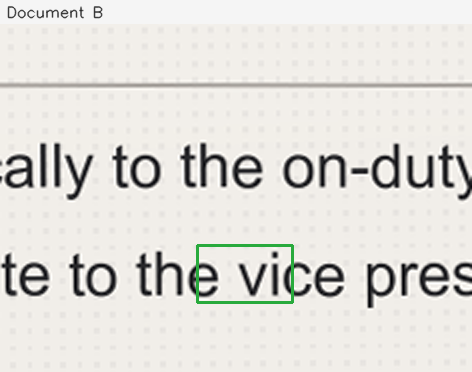 Document B
cally to the on-duty
te to the vice pres